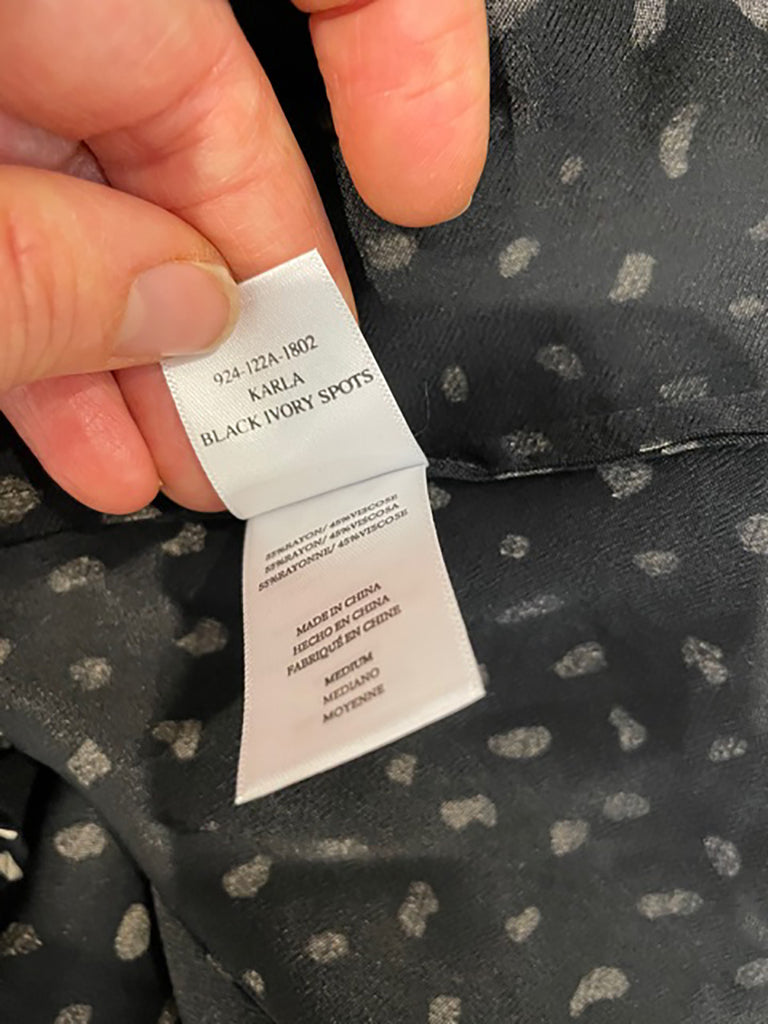 924-122A-1802
KARLA
BLACK IVORY SPOTS
55%RAYON/ 45%VISCOSE
55%RAYON/ 45%VISCOSA
55%RAYONNE/ 45%VISCOSE
MADE IN CHINA
HECHO EN CHINA
FABRIQUÉ EN CHINE
MEDIUM
MEDIANO
MOYENNE